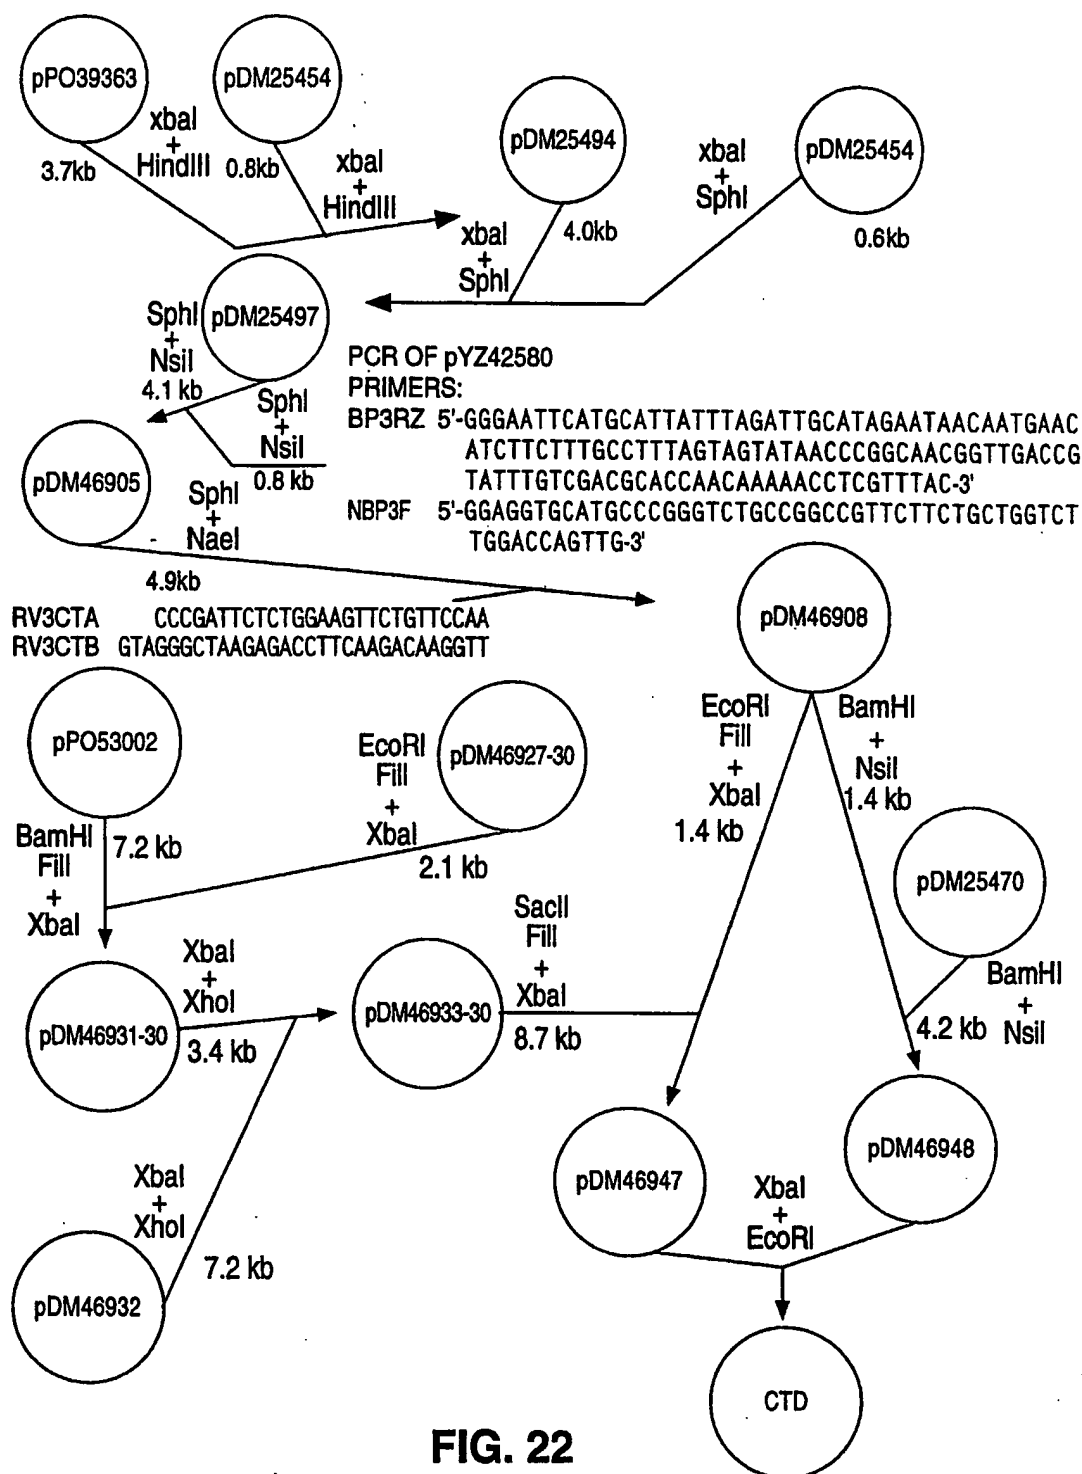 pPO39363
xbaI
+
HindIII
3.7kb
pDM25454
0.8kb
xbaI
+
HindIII
pDM25494
xbaI
+
SphI
4.0kb
xbaI
+
SphI
pDM25454
0.6kb
pDM25497
SphI
+
NsiI
4.1 kb
SphI
+
NsiI
0.8 kb
PCR OF pYZ42580
PRIMERS:
BP3RZ 5'-GGGAATTCATGCATTATTTAGATTGCATAGAATAACAATGAAC
ATCTTCTTTGCCTTTAGTAGTATAACCCGGCAACGGTTGACCG
TATTTGTCGACGCACCAACAAAAACCTCGTTTAC-3'
NBP3F 5'-GGAGGTGCATGCCCGGGTCTGCCGGCCGTTCTTCTGCTGGTCT
TGGACCAGTTG-3'
pDM46905
SphI
+
NaeI
4.9kb
RV3CTA CCCGATTCTCTGGAAGTTCTGTTCCAA
RV3CTB GTAGGGCTAAGAGACCTTCAAGACAAGGTT
pDM46908
pPO53002
BamHI
Fill
+
XbaI
7.2 kb
EcoRI
Fill
+
XbaI
2.1 kb
pDM46927-30
EcoRI
Fill
+
XbaI
1.4 kb
BamHI
+
NsiI
1.4 kb
pDM25470
BamHI
+
NsiI
4.2 kb
pDM46931-30
XbaI
+
XhoI
3.4 kb
pDM46933-30
SacII
Fill
+
XbaI
8.7 kb
pDM46932
XbaI
+
XhoI
7.2 kb
pDM46947
pDM46948
XbaI
+
EcoRI
CTD
FIG. 22